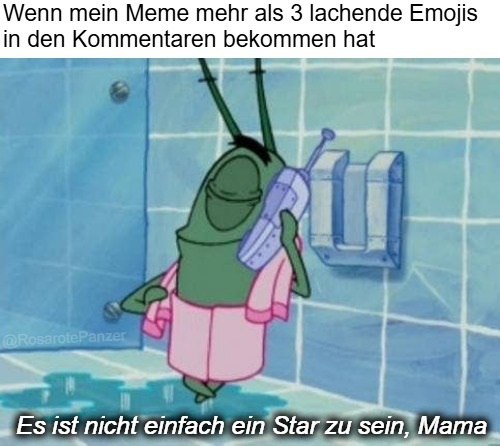 Wenn mein Meme mehr als 3 lachende Emojis
in den Kommentaren bekommen hat
@RosarotePanzer
Es ist nicht einfach ein Star zu sein, Mama